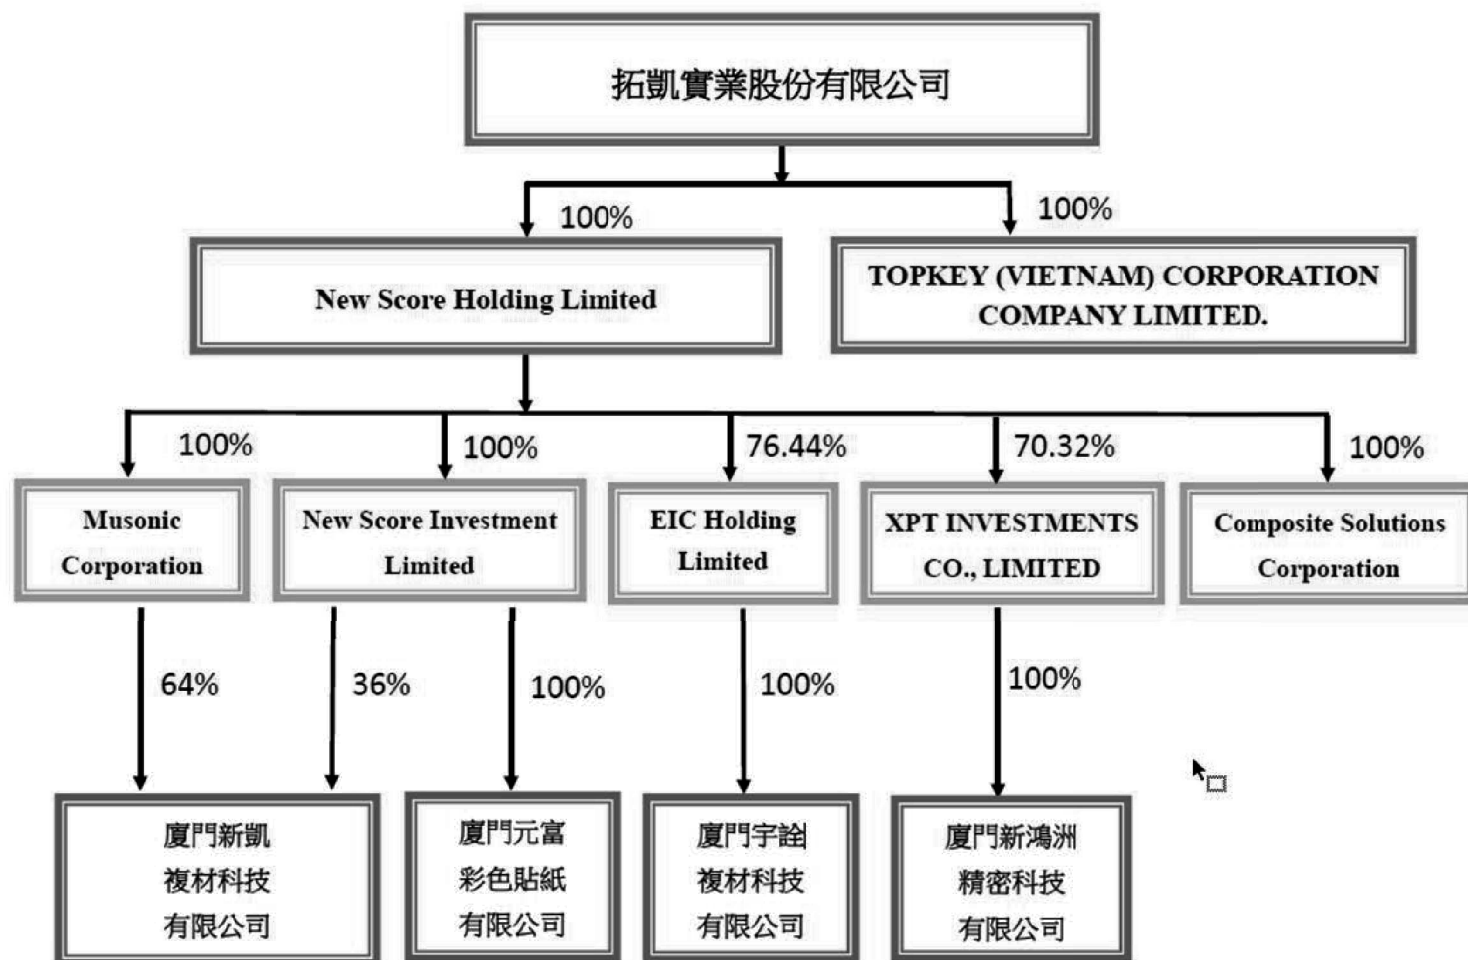 拓凱實業股份有限公司
100%
100%
New Score Holding Limited
TOPKEY (VIETNAM) CORPORATION
COMPANY LIMITED.
100%
100%
76.44%
70.32%
100%
Musonic
Corporation
New Score Investment
Limited
EIC Holding
Limited
XPT INVESTMENTS
CO., LIMITED
Composite Solutions
Corporation
64%
36%
100%
100%
100%
廈門新凱
複材科技
有限公司
廈門元富
彩色貼紙
有限公司
廈門宇詮
複材科技
有限公司
廈門新鴻洲
精密科技
有限公司